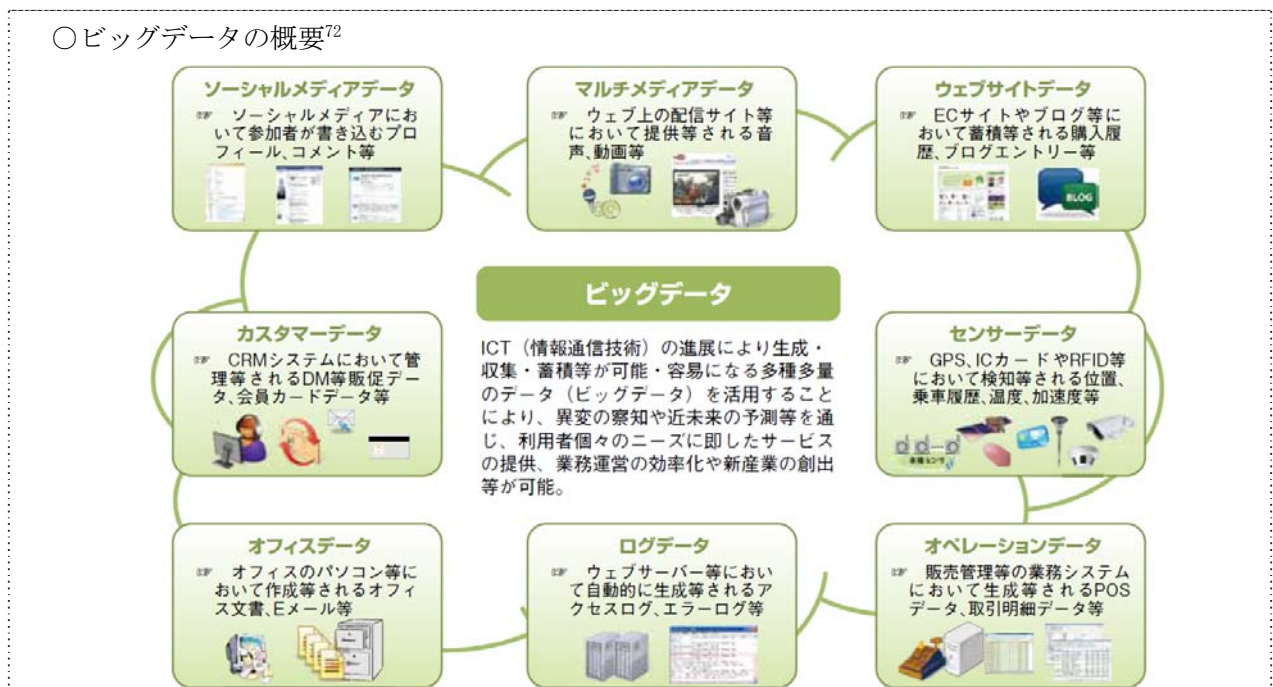 ○ビッグデータの概要72
ソーシャルメディアデータ
☞ ソーシャルメディアにお
いて参加者が書き込むプロ
フィール、コメント等
マルチメディアデータ
☞ ウェブ上の配信サイト等
において提供等される音
声、動画等
ウェブサイトデータ
☞ ECサイトやブログ等に
おいて蓄積等される購入履
歴、ブログエントリー等
BLOG
ビッグデータ
ICT（情報通信技術）の進展により生成・
収集・蓄積等が可能・容易になる多種多量
のデータ（ビッグデータ）を活用すること
により、異変の察知や近未来の予測等を通
じ、利用者個々のニーズに即したサービス
の提供、業務運営の効率化や新産業の創出
等が可能。
カスタマーデータ
☞ CRMシステムにおいて管
理等されるDM等販促デー
タ、会員カードデータ等
センサーデータ
☞ GPS、ICカードやRFID等
において検知等される位置、
乗車履歴、温度、加速度等
オフィスデータ
☞ オフィスのパソコン等に
おいて作成等されるオフィ
ス文書、Eメール等
ログデータ
☞ ウェブサーバー等におい
て自動的に生成等されるア
クセスログ、エラーログ等
オペレーションデータ
☞ 販売管理等の業務システム
において生成等されるPOS
データ、取引明細データ等